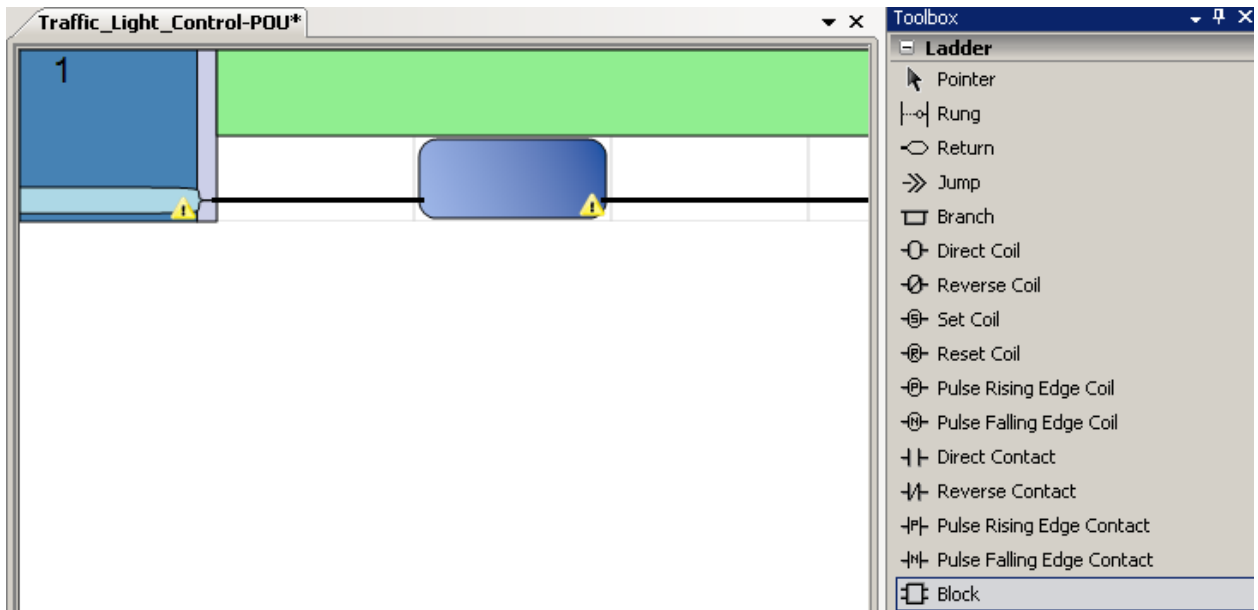 Traffic_Light_Control-POU*
1
Toolbox
Ladder
Pointer
Rung
Return
Jump
Branch
Direct Coil
Reverse Coil
Set Coil
Reset Coil
Pulse Rising Edge Coil
Pulse Falling Edge Coil
Direct Contact
Reverse Contact
Pulse Rising Edge Contact
Pulse Falling Edge Contact
Block